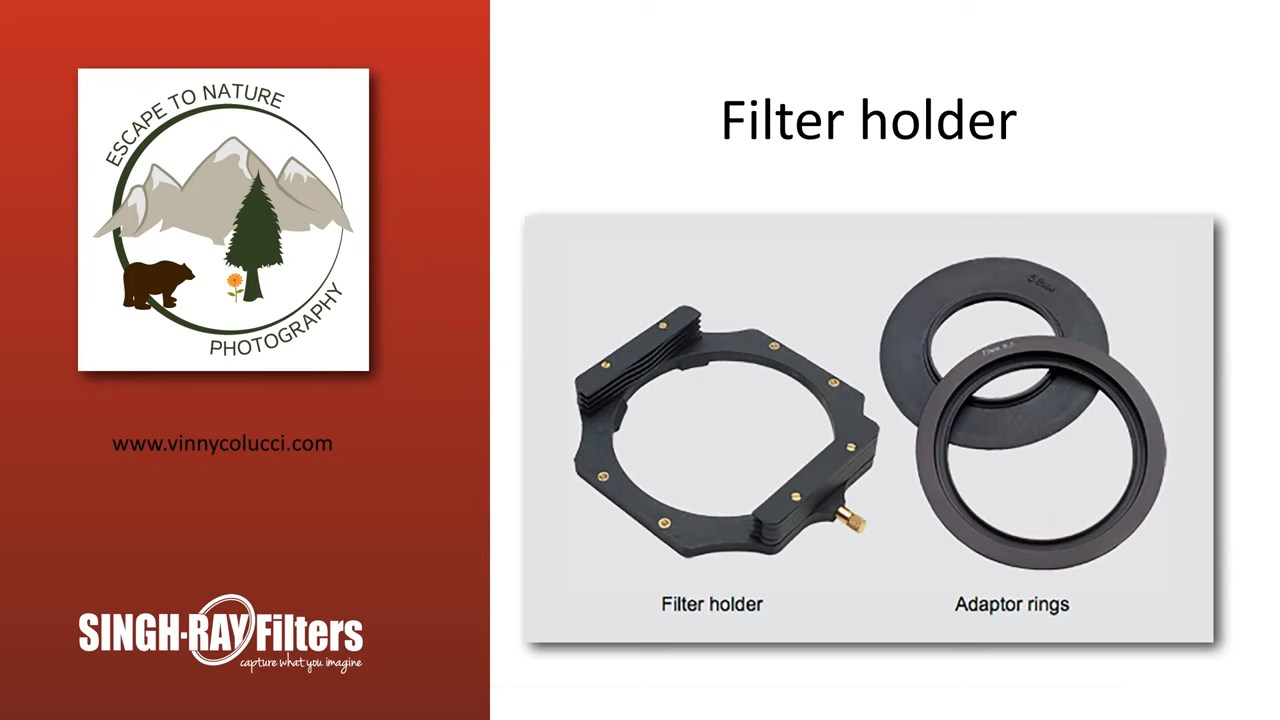 ESCAPE TO NATURE
PHOTOGRAPHY
www.vinnycolucci.com
SINGH-RAY Filters
capture what you imagine
Filter holder
58mm
Filter holder
Adaptor rings